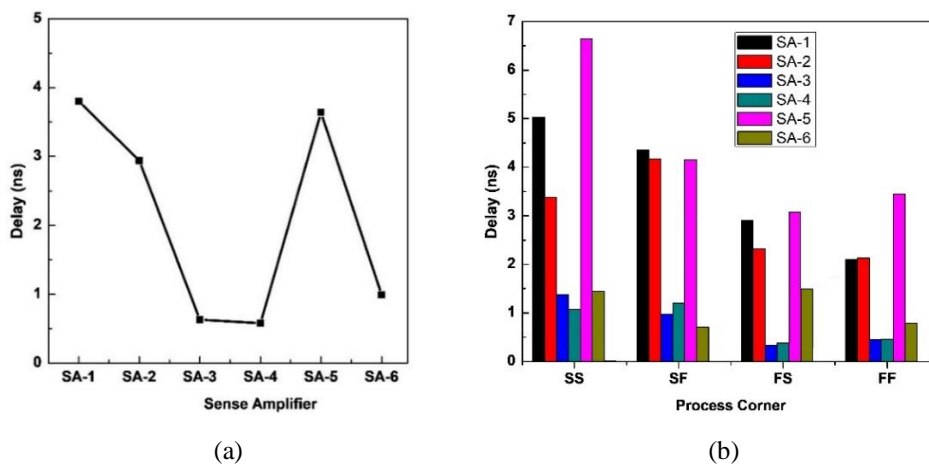 5
4
3
2
1
0
Delay (ns)
SA-1 SA-2 SA-3 SA-4 SA-5 SA-6
Sense Amplifier
(a)
7
6
5
4
3
2
1
0
Delay (ns)
SA-1
SA-2
SA-3
SA-4
SA-5
SA-6
SS SF FS FF
Process Corner
(b)